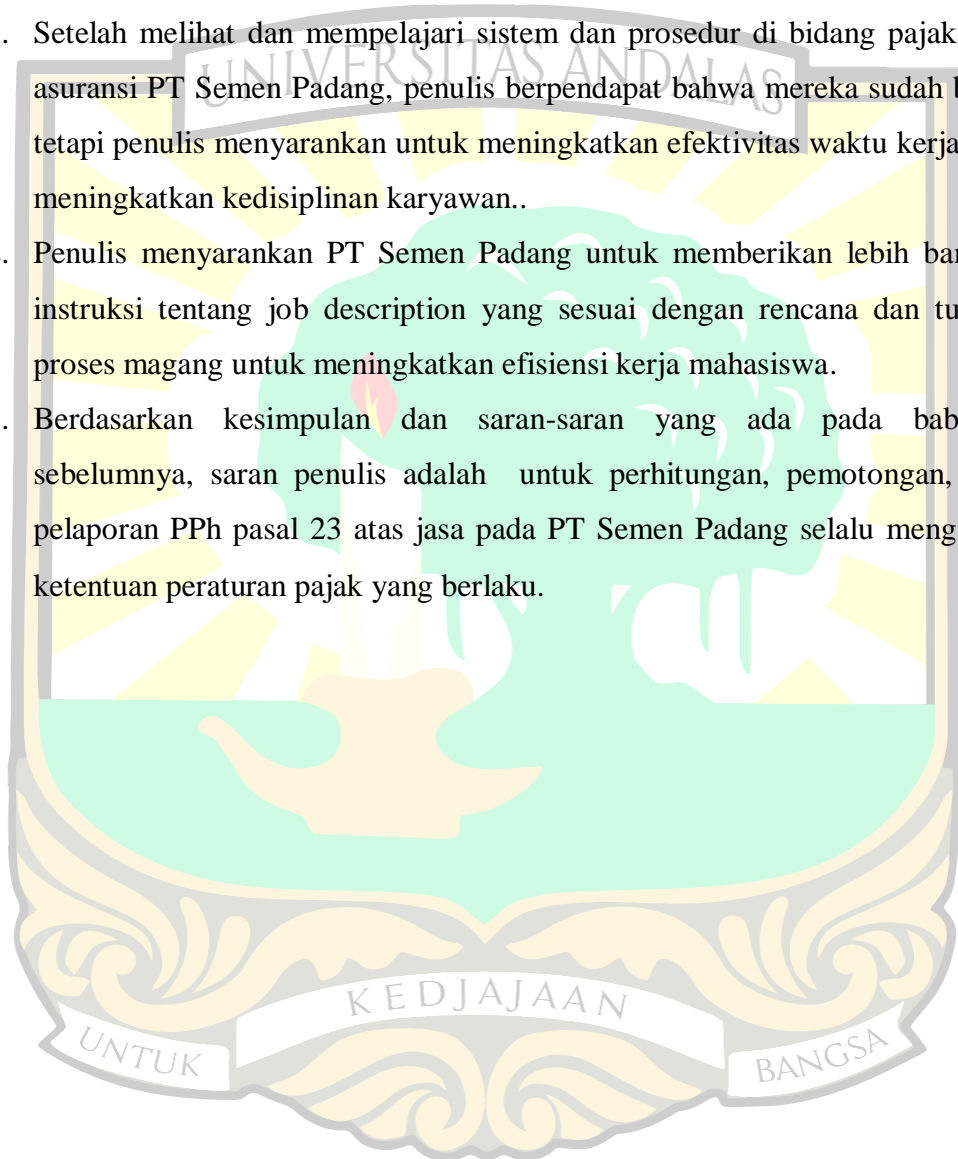 . Setelah melihat dan mempelajari sistem dan prosedur di bidang pajak
asuransi PT Semen Padang, penulis berpendapat bahwa mereka sudah b
tetapi penulis menyarankan untuk meningkatkan efektivitas waktu kerja
meningkatkan kedisiplinan karyawan..
. Penulis menyarankan PT Semen Padang untuk memberikan lebih ban
instruksi tentang job description yang sesuai dengan rencana dan tu
proses magang untuk meningkatkan efisiensi kerja mahasiswa.
. Berdasarkan kesimpulan dan saran-saran yang ada pada bab
sebelumnya, saran penulis adalah untuk perhitungan, pemotongan,
pelaporan PPh pasal 23 atas jasa pada PT Semen Padang selalu meng
ketentuan peraturan pajak yang berlaku.
UNIVERSITAS ANDALAS
UNTUK KEDJAJAAN BANGSA